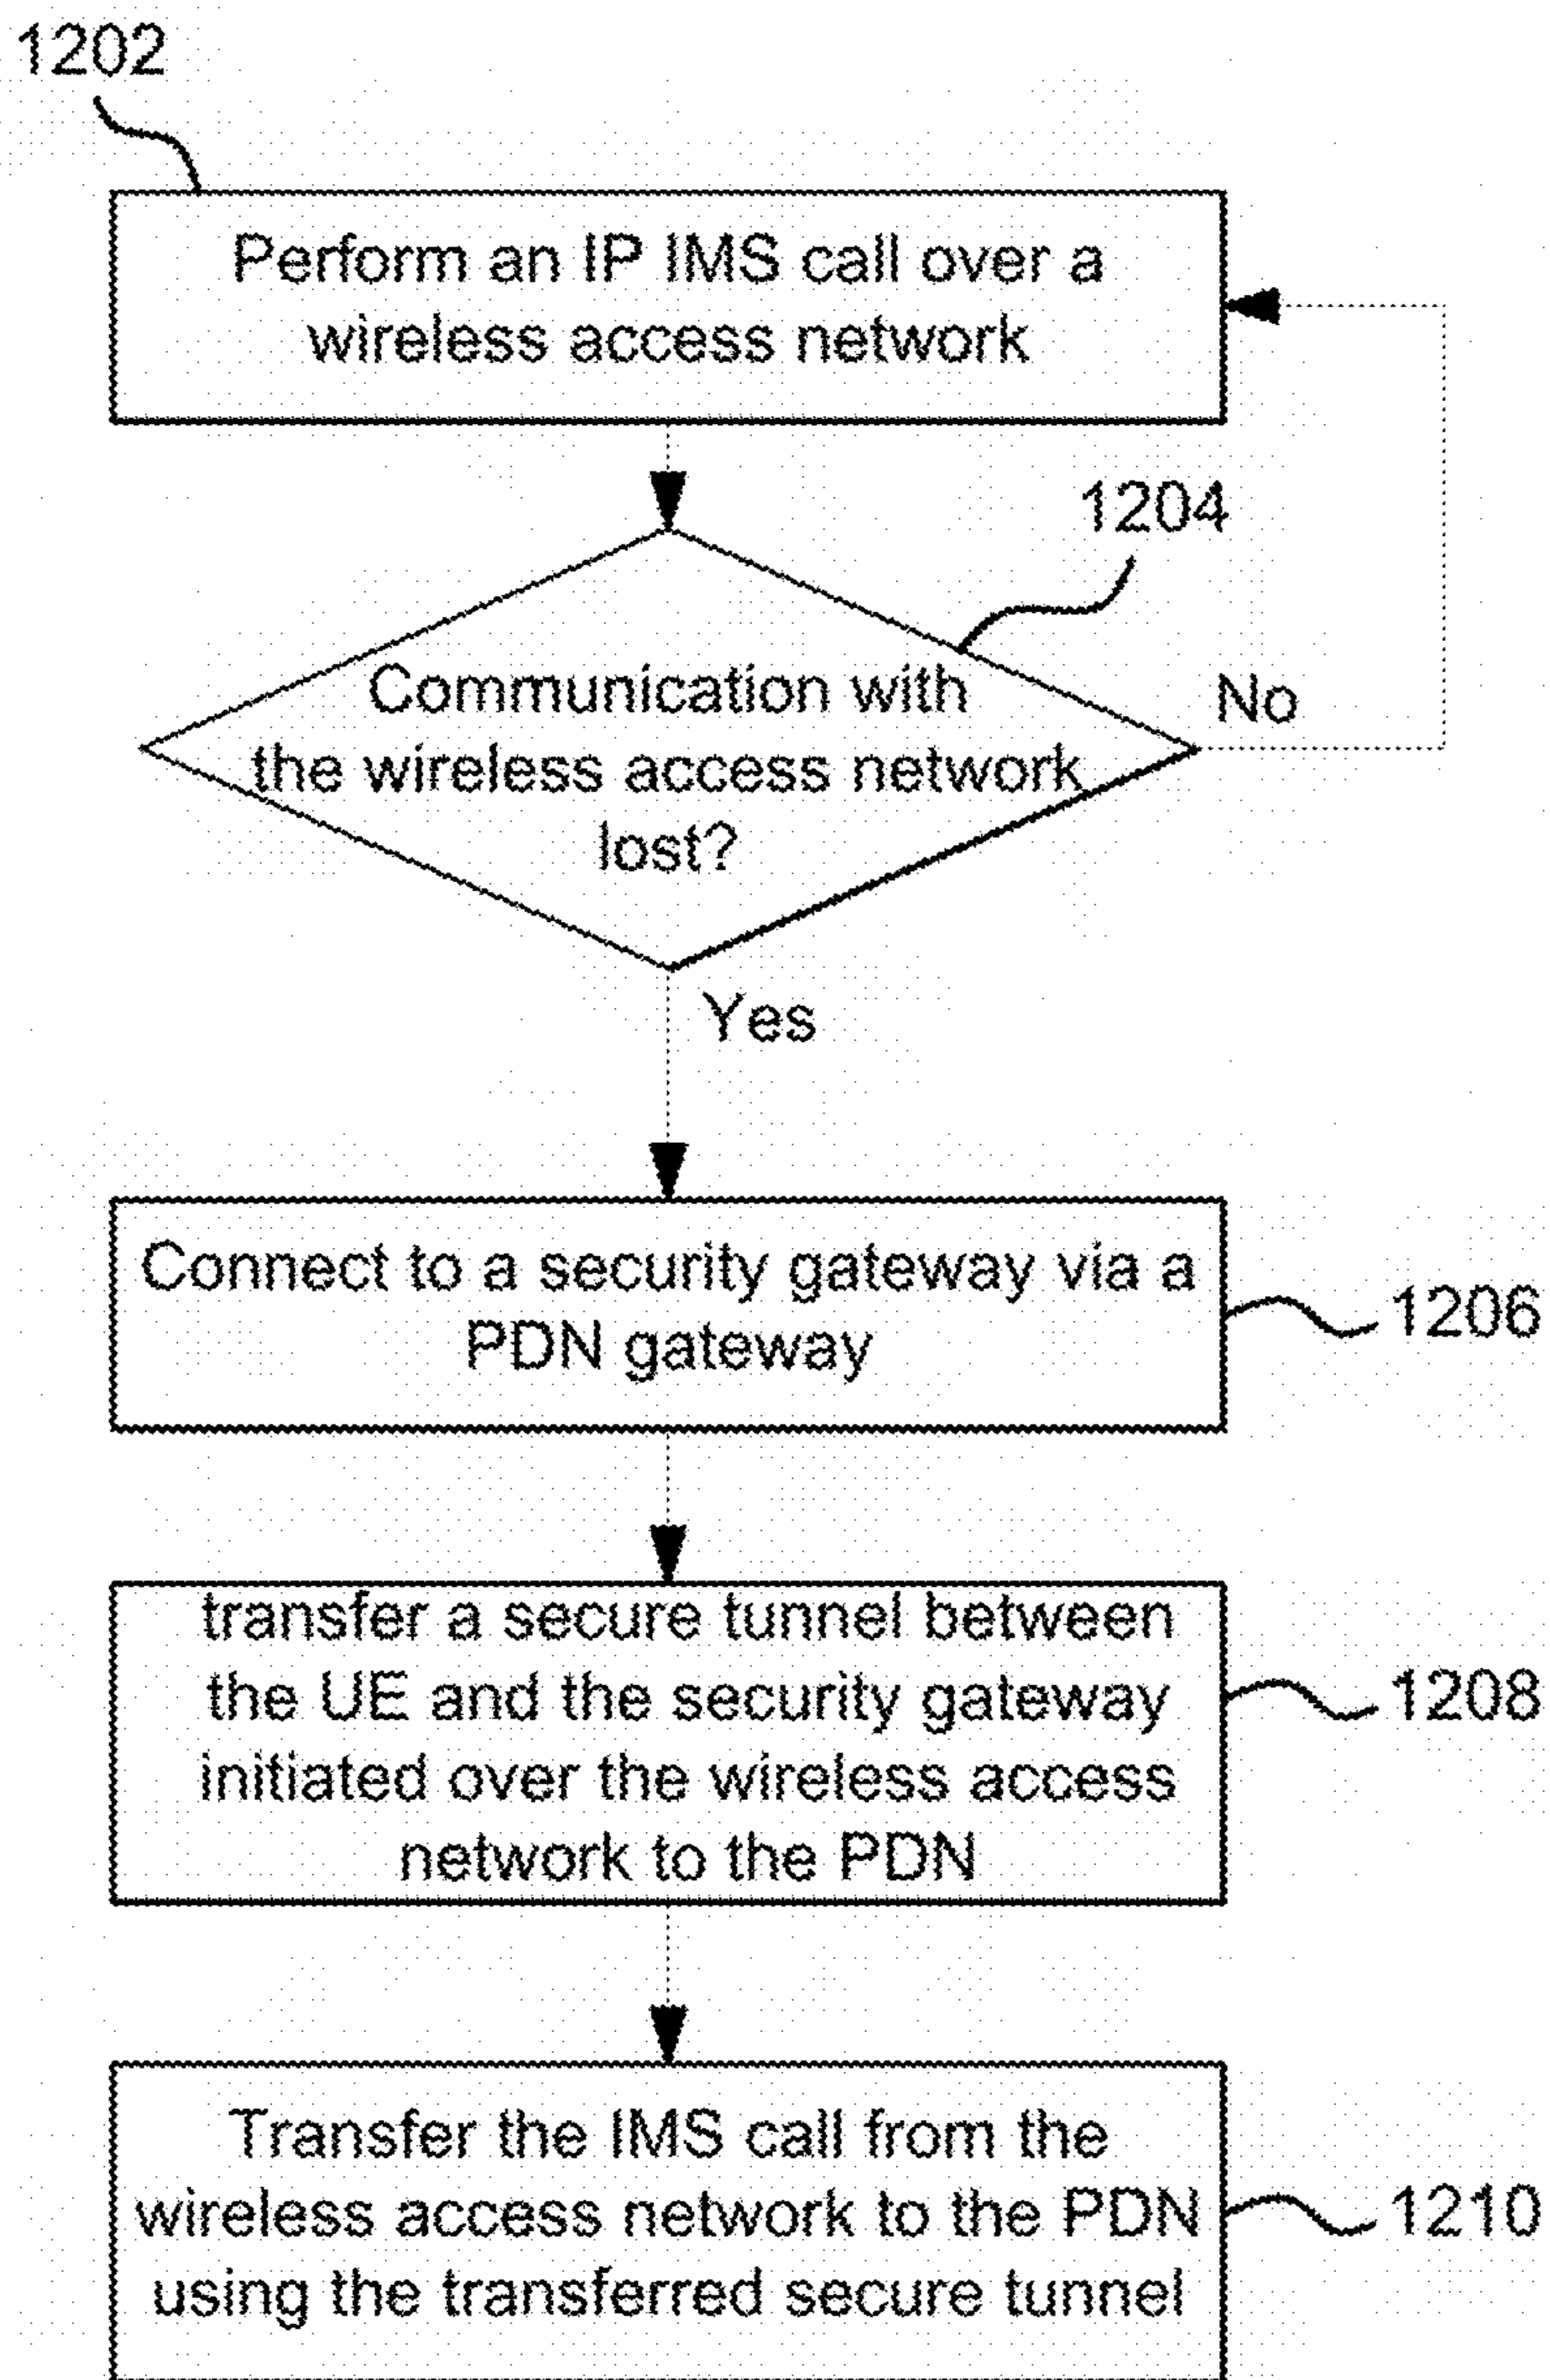 1202
Perform an IP IMS call over a
wireless access network
1204
Communication with
the wireless access network
lost?
No
Yes
Connect to a security gateway via a
PDN gateway
1206
transfer a secure tunnel between
the UE and the security gateway
initiated over the wireless access
network to the PDN
1208
Transfer the IMS call from the
wireless access network to the PDN
using the transferred secure tunnel
1210